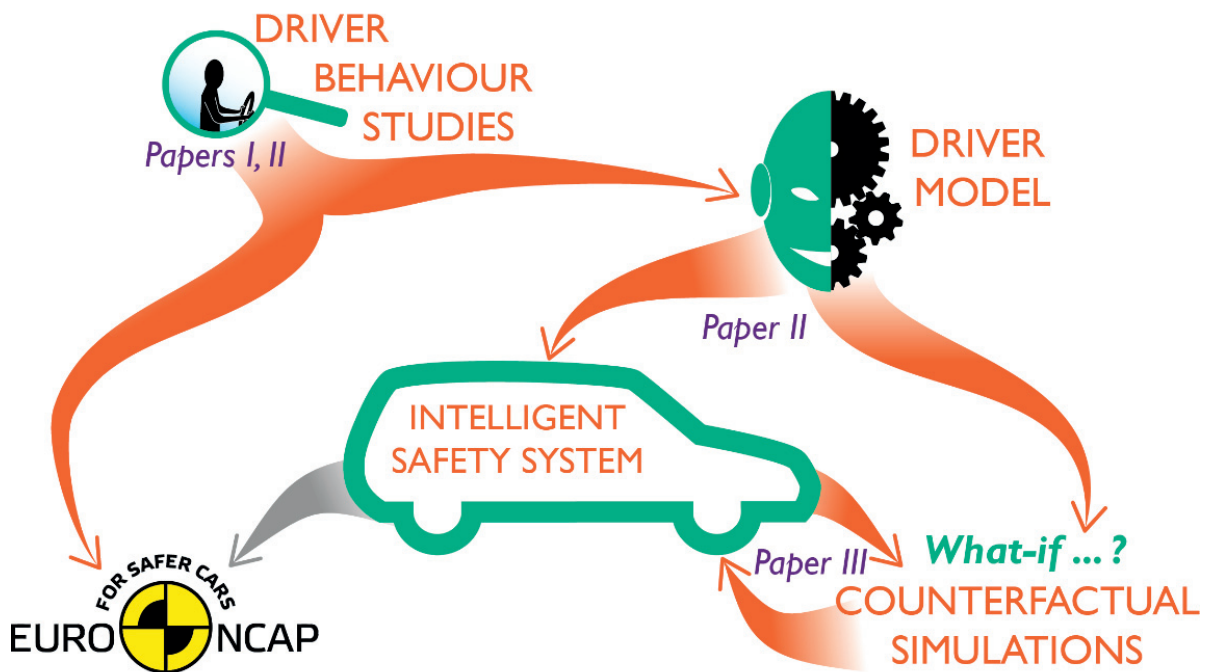 DRIVER
BEHAVIOUR
STUDIES
Papers I, II
DRIVER
MODEL
Paper II
INTELLIGENT
SAFETY SYSTEM
Paper III
What-if ... ?
COUNTERFACTUAL
SIMULATIONS
FOR SAFER CARS
EURO NCAP